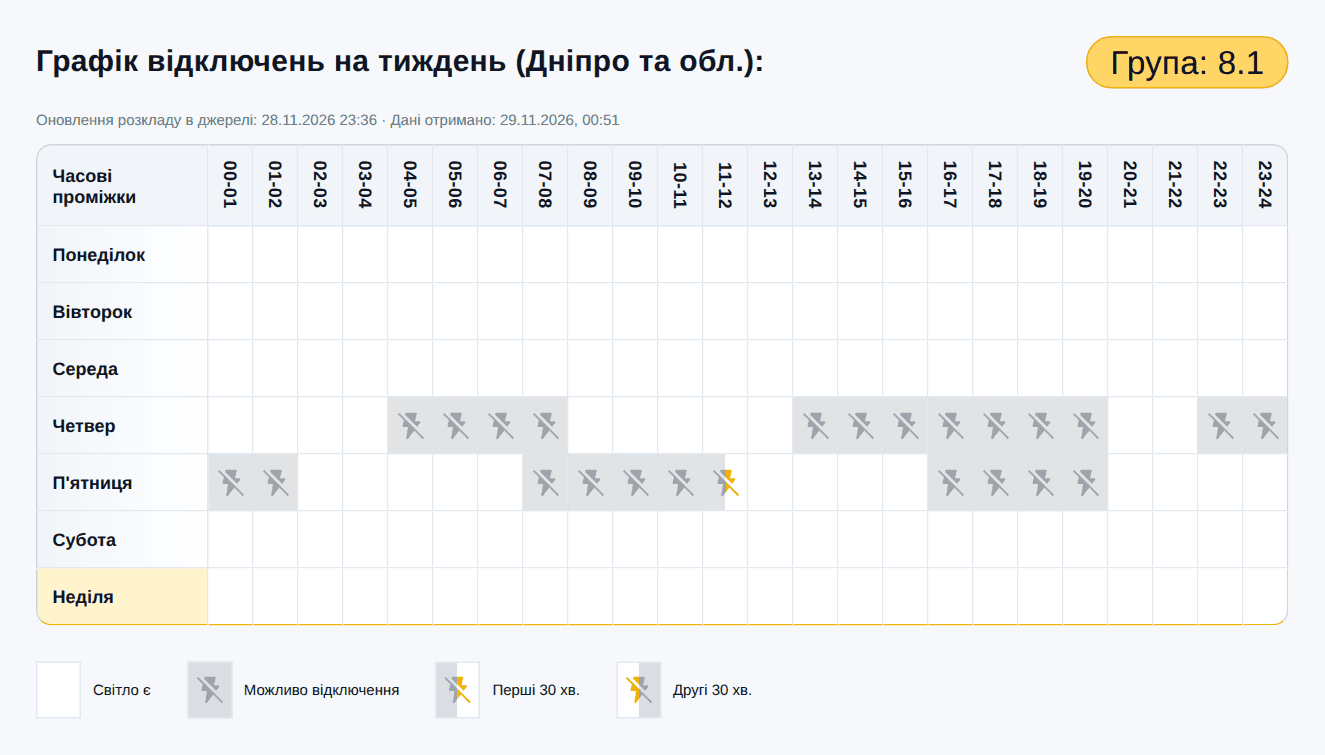 Графік відключень на тиждень (Дніпро та обл.):
Група: 8.1
Оновлення розкладу в джерелі: 28.11.2026 23:36 · Дані отримано: 29.11.2026, 00:51
Часові
проміжки
00-01
01-02
02-03
03-04
04-05
05-06
06-07
07-08
08-09
09-10
10-11
11-12
12-13
13-14
14-15
15-16
16-17
17-18
18-19
19-20
20-21
21-22
22-23
23-24
Понеділок
Вівторок
Середа
Четвер
П'ятниця
Субота
Неділя
Світло є
Можливо відключення
Перші 30 хв.
Другі 30 хв.